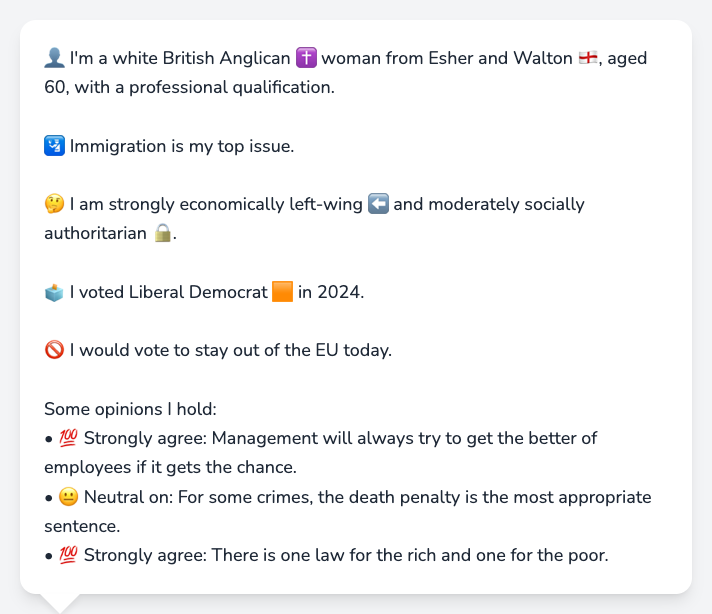 👤 I'm a white British Anglican ✝️ woman from Esher and Walton 🏴󠁧󠁢󠁥󠁮󠁧󠁿, aged
60, with a professional qualification.
🛂 Immigration is my top issue.
🤔 I am strongly economically left-wing ⬅️ and moderately socially
authoritarian 🔒.
🗳️ I voted Liberal Democrat 🟧 in 2024.
🚫 I would vote to stay out of the EU today.
Some opinions I hold:
• 💯 Strongly agree: Management will always try to get the better of
employees if it gets the chance.
• 😐 Neutral on: For some crimes, the death penalty is the most appropriate
sentence.
• 💯 Strongly agree: There is one law for the rich and one for the poor.